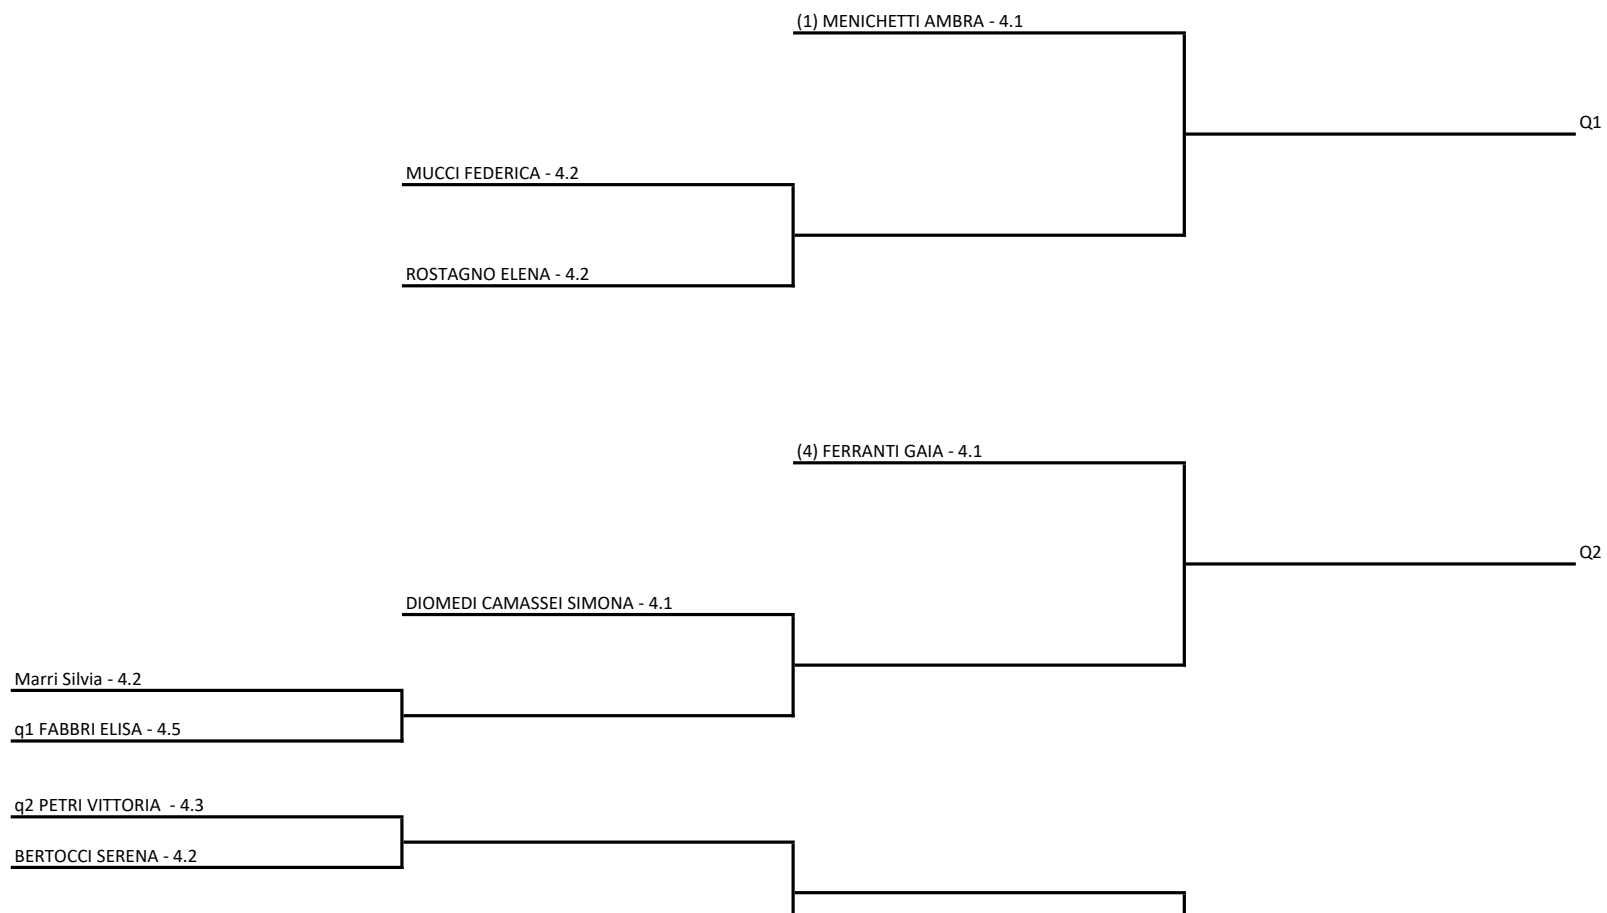 (1) MENICHETTI AMBRA - 4.1
Q1
MUCCI FEDERICA - 4.2
ROSTAGNO ELENA - 4.2
(4) FERRANTI GAIA - 4.1
Q2
DIOMEDI CAMASSEI SIMONA - 4.1
Marri Silvia - 4.2
q1 FABBRI ELISA - 4.5
q2 PETRI VITTORIA  - 4.3
BERTOCCI SERENA - 4.2